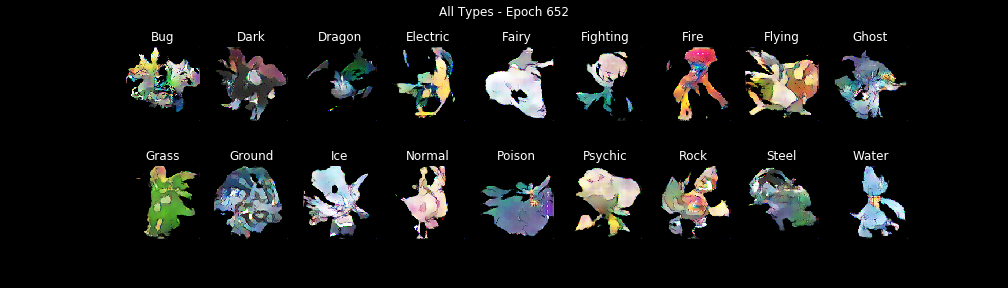 All Types - Epoch 652
Bug Dark Dragon Electric Fairy Fighting Fire Flying Ghost
Grass Ground Ice Normal Poison Psychic Rock Steel Water